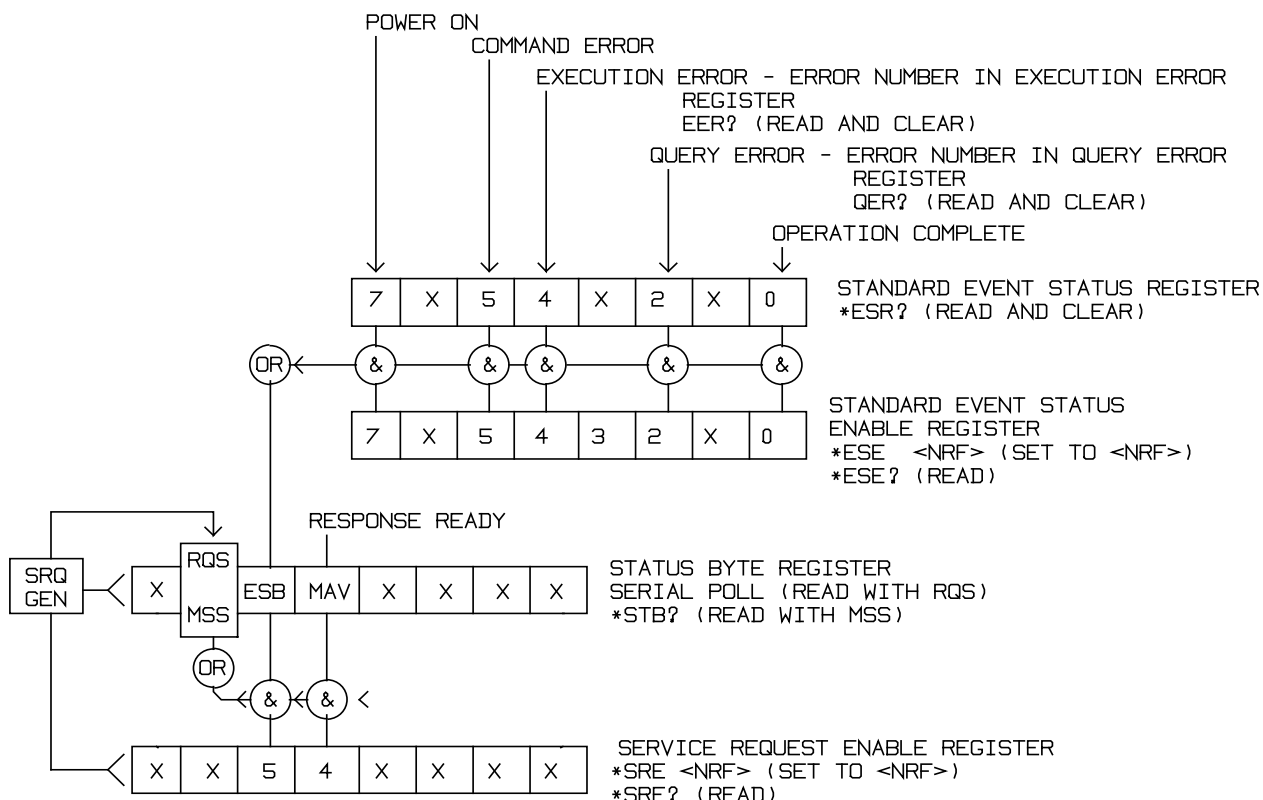 POWER ON
COMMAND ERROR
EXECUTION ERROR - ERROR NUMBER IN EXECUTION ERROR
REGISTER
EER? (READ AND CLEAR)
QUERY ERROR - ERROR NUMBER IN QUERY ERROR
REGISTER
QER? (READ AND CLEAR)
OPERATION COMPLETE
7 X 5 4 X 2 X 0
STANDARD EVENT STATUS REGISTER
*ESR? (READ AND CLEAR)
OR & & & & &
7 X 5 4 3 2 X 0
STANDARD EVENT STATUS
ENABLE REGISTER
*ESE <NRF> (SET TO <NRF>)
*ESE? (READ)
RESPONSE READY
SRQ
GEN
X
RQS
MSS
ESB MAV X X X X
STATUS BYTE REGISTER
SERIAL POLL (READ WITH RQS)
*STB? (READ WITH MSS)
OR
& &
X X 5 4 X X X X
SERVICE REQUEST ENABLE REGISTER
*SRE <NRF> (SET TO <NRF>)
*SRE? (READ)